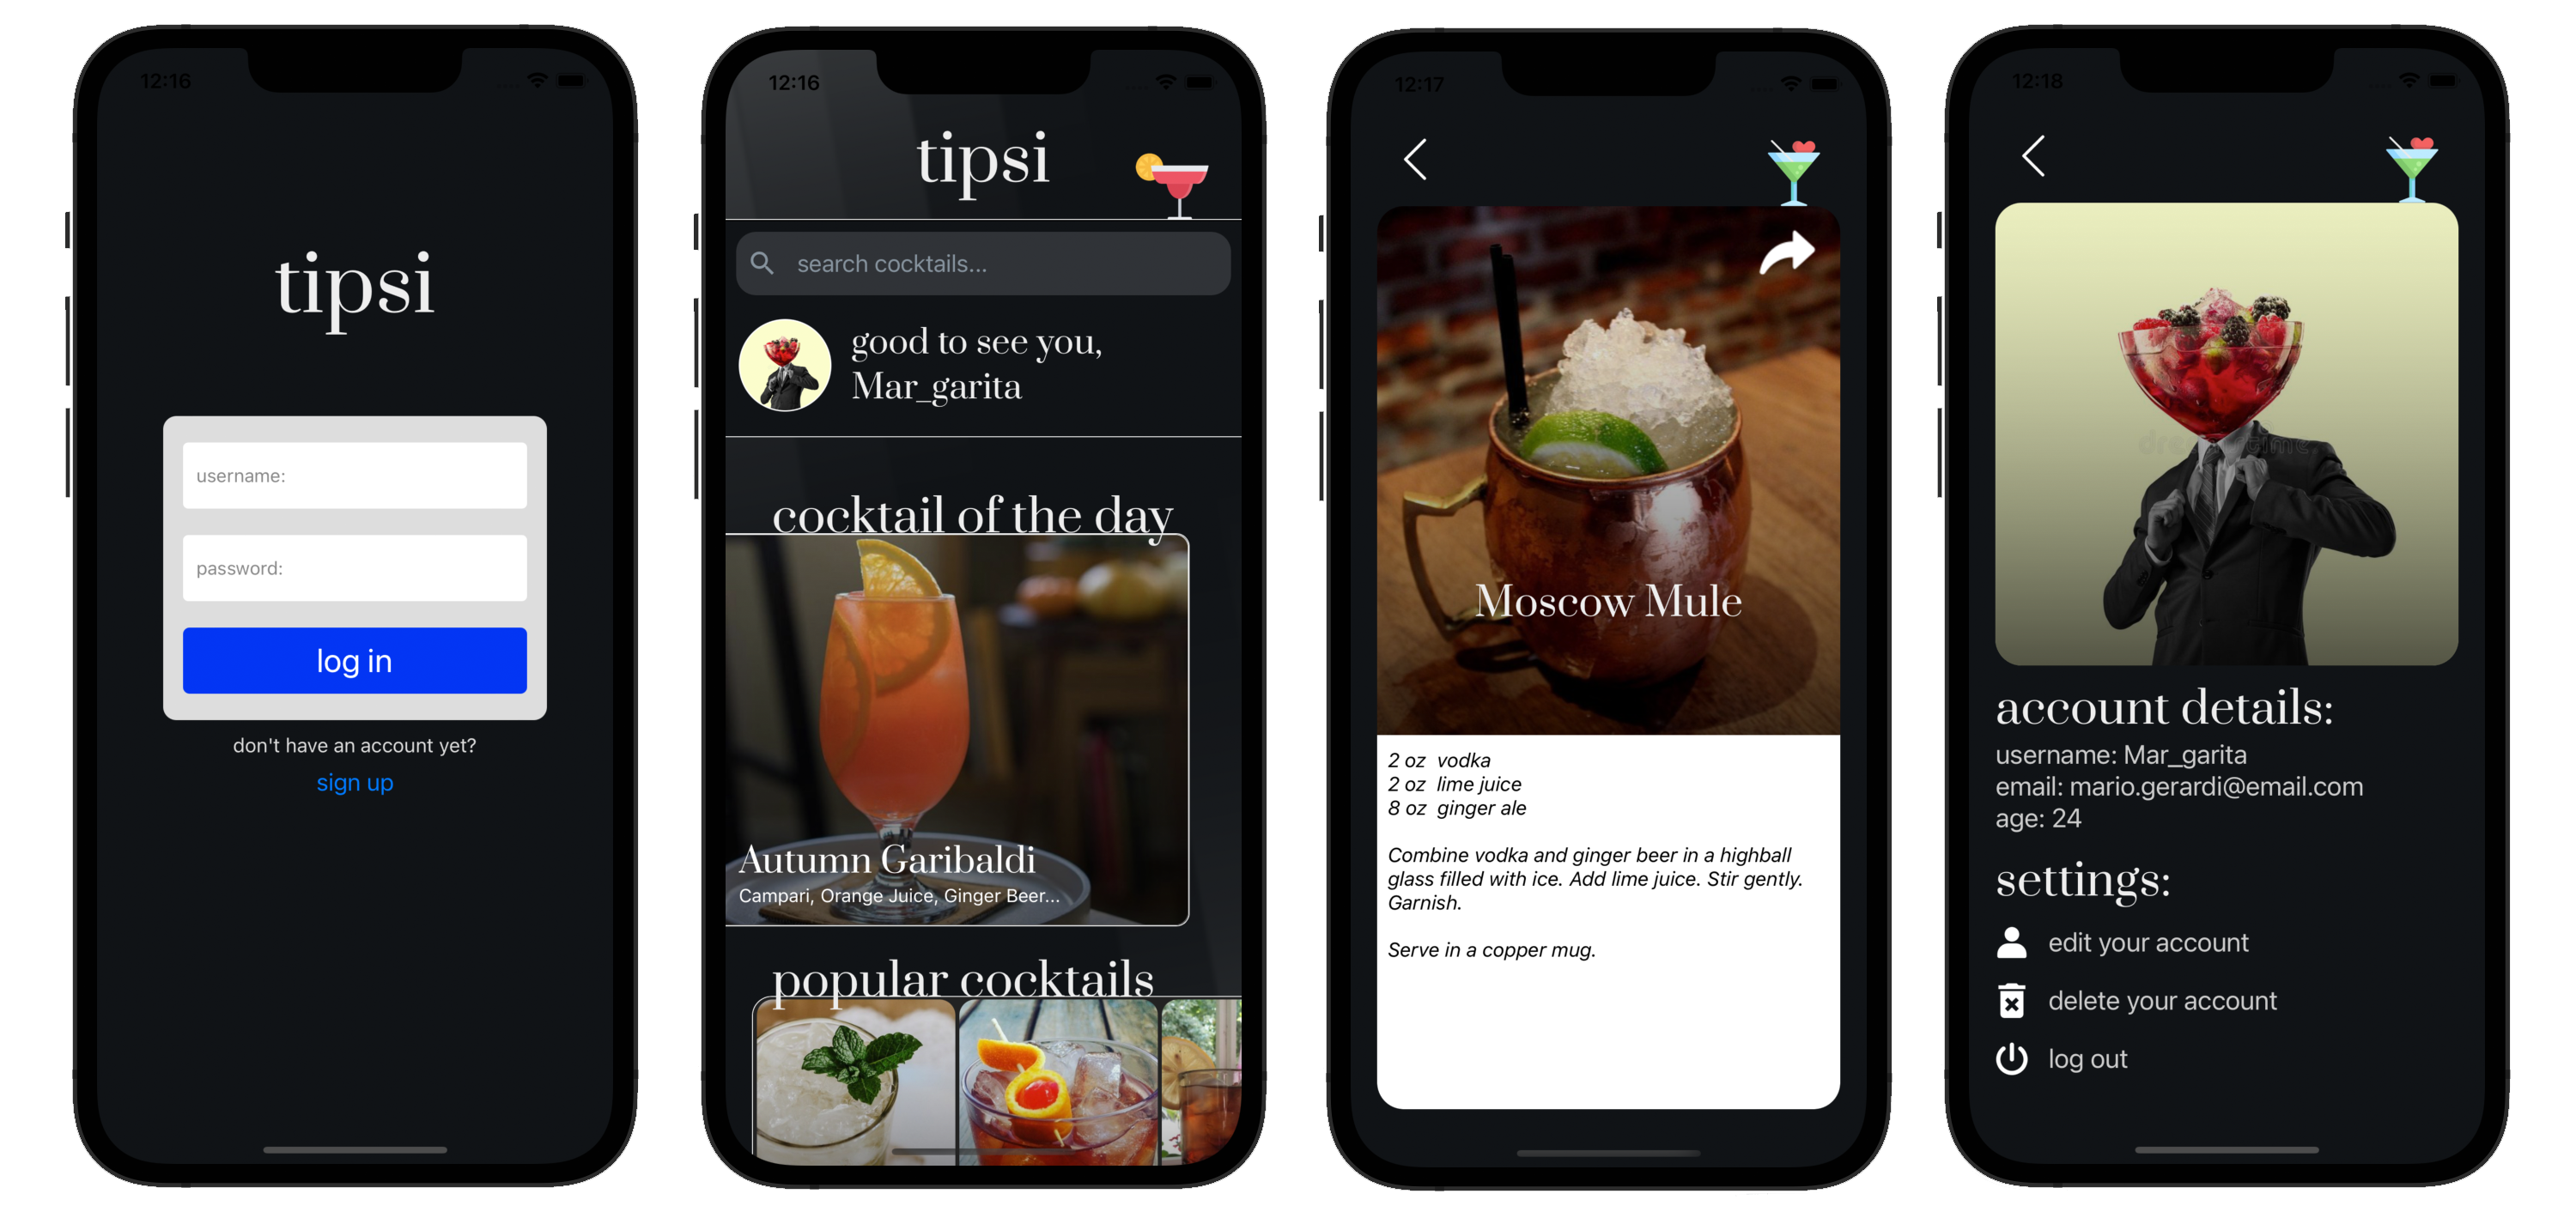 12:16
tipsi
username:
password:
log in
don't have an account yet?
sign up
12:16
tipsi
search cocktails...
good to see you,
Mar_garita
cocktail of the day
Autumn Garibaldi
Campari, Orange Juice, Ginger Beer...
popular cocktails
12:17
Moscow Mule
2 oz vodka
2 oz lime juice
8 oz ginger ale
Combine vodka and ginger beer in a highball
glass filled with ice. Add lime juice. Stir gently.
Garnish.
Serve in a copper mug.
12:18
account details:
username: Mar_garita
email: mario.gerardi@email.com
age: 24
settings:
edit your account
delete your account
log out